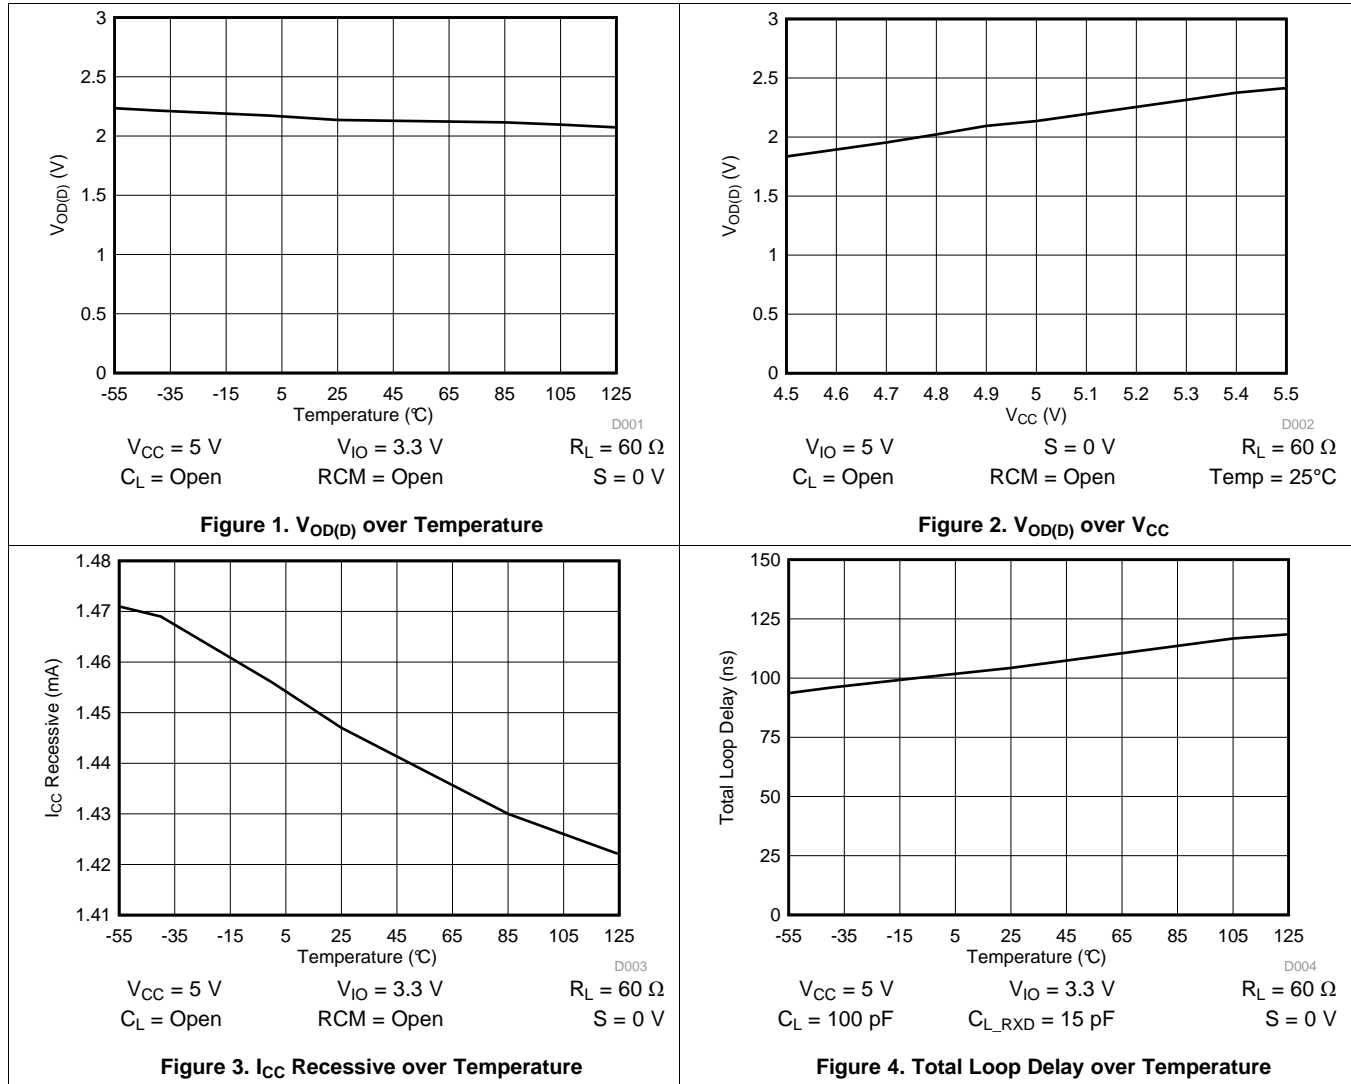 3
2.5
2
1.5
1
0.5
0
V_OD(D) (V)
-55 -35 -15 5 25 45 65 85 105 125
Temperature (℃)
D001
V_CC = 5 V V_IO = 3.3 V R_L = 60 Ω
C_L = Open RCM = Open S = 0 V
Figure 1. V_OD(D) over Temperature
3
2.5
2
1.5
1
0.5
0
V_OD(D) (V)
4.5 4.6 4.7 4.8 4.9 5 5.1 5.2 5.3 5.4 5.5
V_CC (V)
D002
V_IO = 5 V S = 0 V R_L = 60 Ω
C_L = Open RCM = Open Temp = 25°C
Figure 2. V_OD(D) over V_CC
1.48
1.47
1.46
1.45
1.44
1.43
1.42
1.41
I_CC Recessive (mA)
-55 -35 -15 5 25 45 65 85 105 125
Temperature (℃)
D003
V_CC = 5 V V_IO = 3.3 V R_L = 60 Ω
C_L = Open RCM = Open S = 0 V
Figure 3. I_CC Recessive over Temperature
150
125
100
75
50
25
0
Total Loop Delay (ns)
-55 -35 -15 5 25 45 65 85 105 125
Temperature (℃)
D004
V_CC = 5 V V_IO = 3.3 V R_L = 60 Ω
C_L = 100 pF C_L_RXD = 15 pF S = 0 V
Figure 4. Total Loop Delay over Temperature